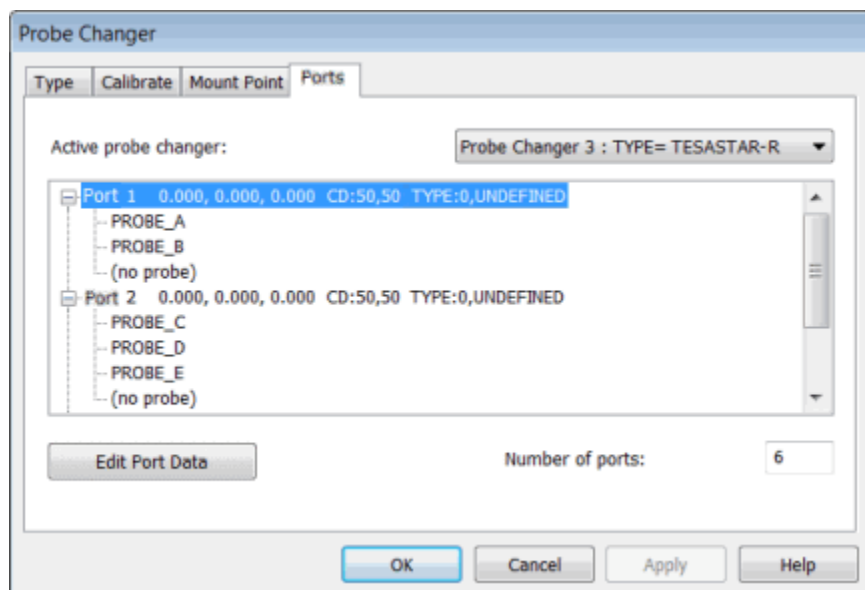 Probe Changer
Type Calibrate Mount Point Ports
Active probe changer: Probe Changer 3 : TYPE= TESASTAR-R
Port 1 0.000, 0.000, 0.000 CD:50,50 TYPE:0,UNDEFINED
PROBE_A
PROBE_B
(no probe)
Port 2 0.000, 0.000, 0.000 CD:50,50 TYPE:0,UNDEFINED
PROBE_C
PROBE_D
PROBE_E
(no probe)
Edit Port Data Number of ports: 6
OK Cancel Apply Help